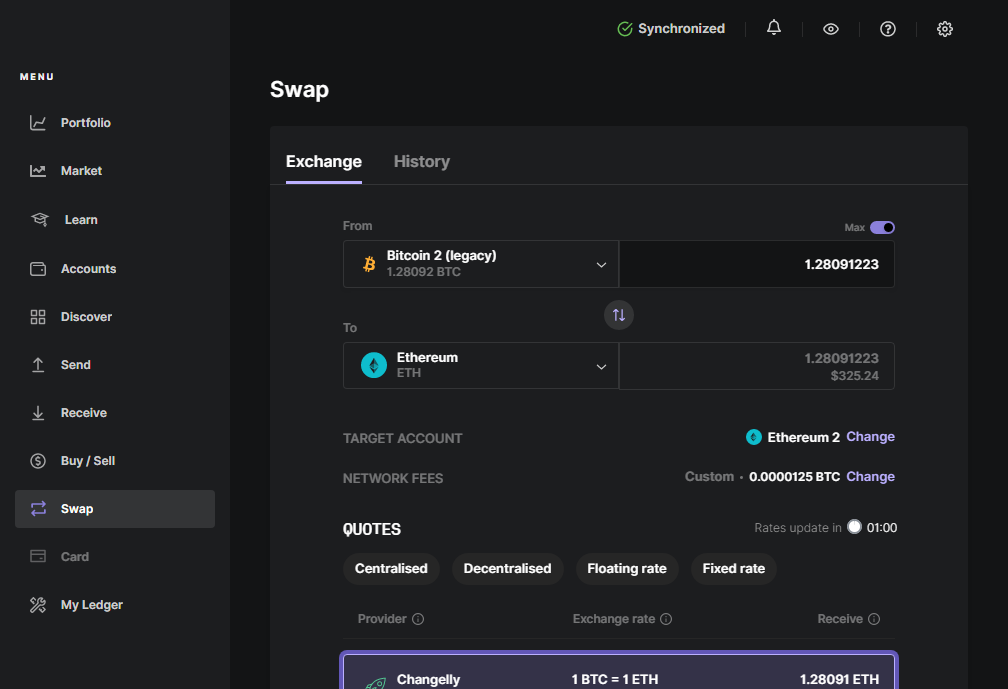 Synchronized
MENU
Portfolio
Market
Learn
Accounts
Discover
Send
Receive
Buy / Sell
Swap
Card
My Ledger
Swap
Exchange History
From Max
Bitcoin 2 (legacy)
1.28092 BTC
1.28091223
To
Ethereum
ETH
1.28091223
$325.24
TARGET ACCOUNT Ethereum 2 Change
NETWORK FEES Custom · 0.0000125 BTC Change
QUOTES Rates update in 01:00
Centralised Decentralised Floating rate Fixed rate
Provider Exchange rate Receive
Changelly 1 BTC = 1 ETH 1.28091 ETH